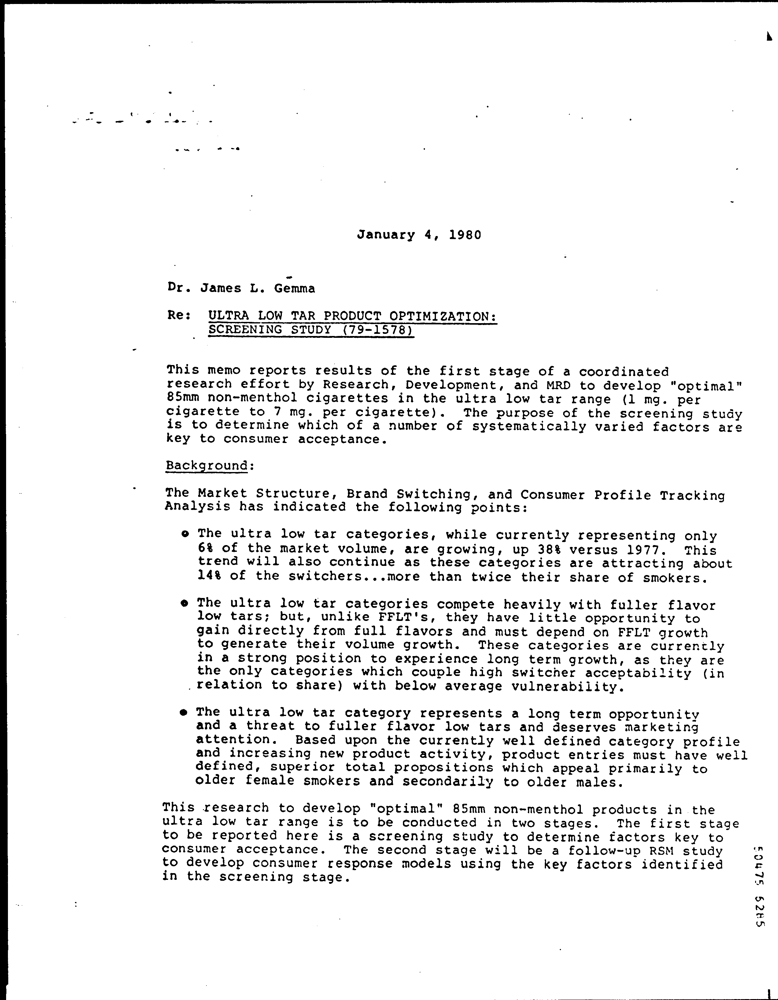 January 4, 1980
Dr. James L. Gemma
Re: ULTRA LOW TAR PRODUCT OPTIMIZATION:
SCREENING STUDY (79-1578)
This memo reports results of the first stage of a coordinated
research effort by Research, Development, and MRD to develop "optimal"
85mm non-menthol cigarettes in the ultra low tar range (1 mg. per
cigarette to 7 mg. per cigarette). The purpose of the screening study
is to determine which of a number of systematically varied factors are
key to consumer acceptance.
Background:
The Market Structure, Brand Switching, and Consumer Profile Tracking
Analysis has indicated the following points:
• The ultra low tar categories, while currently representing only
6% of the market volume, are growing, up 38% versus 1977. This
trend will also continue as these categories are attracting about
14% of the switchers...more than twice their share of smokers.
• The ultra low tar categories compete heavily with fuller flavor
low tars; but, unlike FFLT's, they have little opportunity to
gain directly from full flavors and must depend on FFLT growth
to generate their volume growth. These categories are currently
in a strong position to experience long term growth, as they are
the only categories which couple high switcher acceptability (in
relation to share) with below average vulnerability.
• The ultra low tar category represents a long term opportunity
and a threat to fuller flavor low tars and deserves marketing
attention. Based upon the currently well defined category profile
and increasing new product activity, product entries must have well
defined, superior total propositions which appeal primarily to
older female smokers and secondarily to older males.
This research to develop "optimal" 85mm non-menthol products in the
ultra low tar range is to be conducted in two stages. The first stage
to be reported here is a screening study to determine factors key to
consumer acceptance. The second stage will be a follow-up RSM study
to develop consumer response models using the key factors identified
in the screening stage.
50475 5285